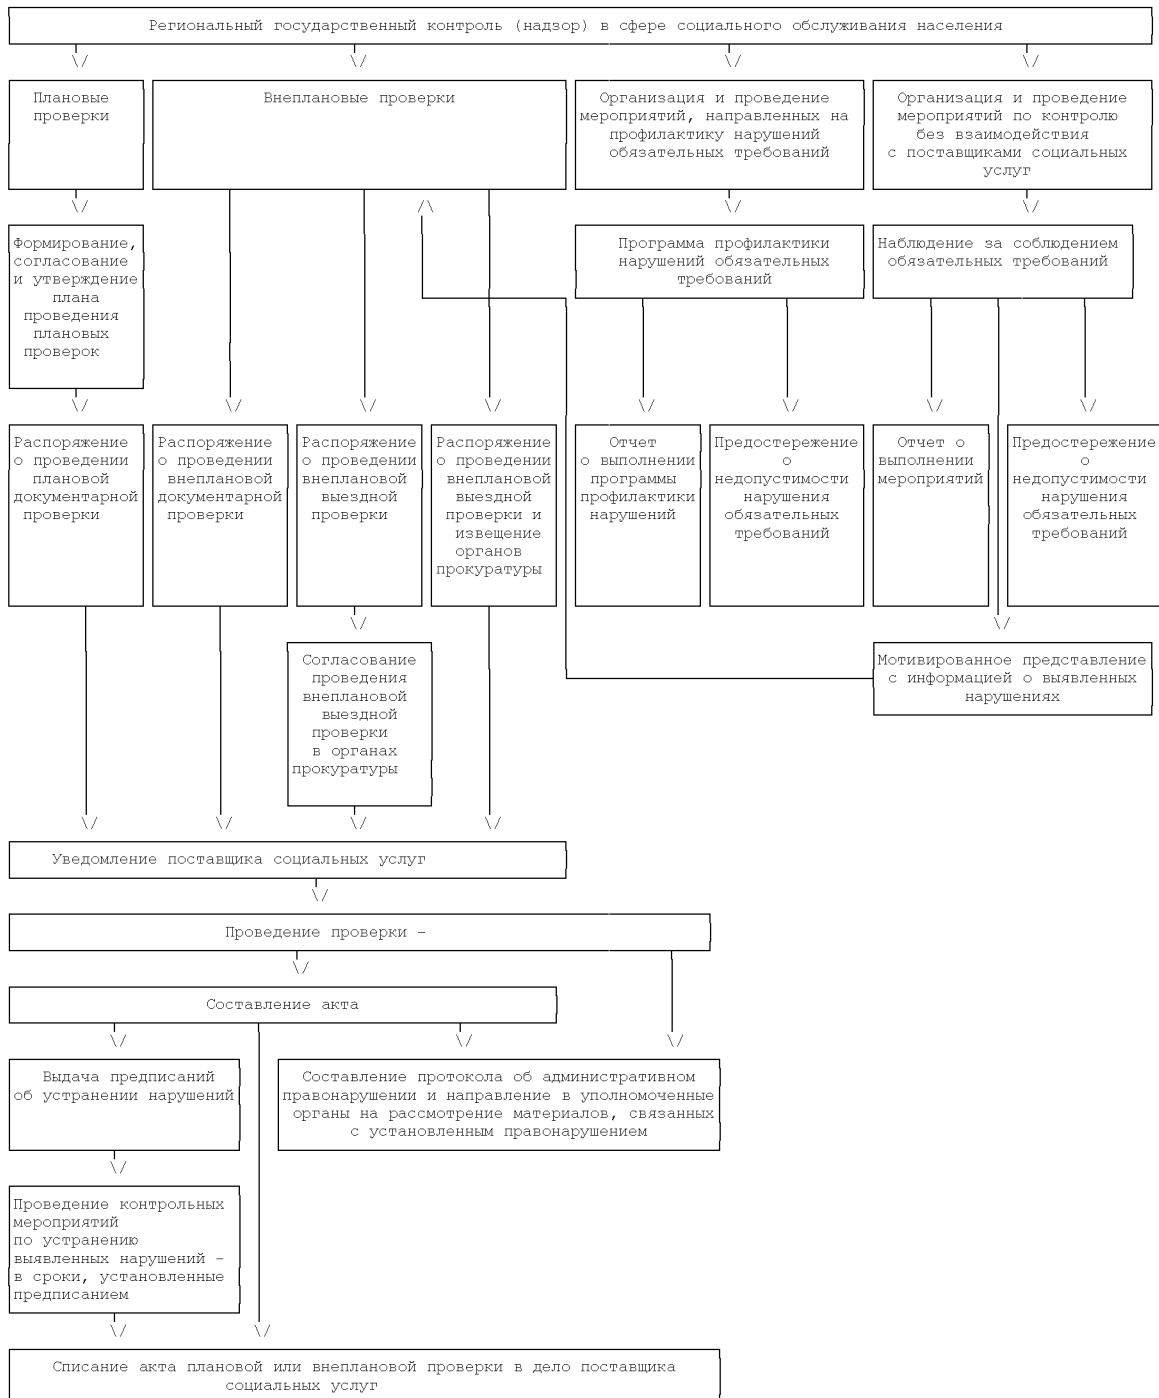 Региональный государственный контроль (надзор) в сфере социального обслуживания населения
\/ \/ \/ \/
Плановые
проверки
Внеплановые проверки
Организация и проведение
мероприятий, направленных на
профилактику нарушений
обязательных требований
Организация и проведение
мероприятий по контролю
без взаимодействия
с поставщиками социальных
услуг
\/ /\ \/ \/
Формирование,
согласование
и утверждение
плана
проведения
плановых
проверок
Программа профилактики
нарушений обязательных
требований
Наблюдение за соблюдением
обязательных требований
\/ \/ \/ \/ \/ \/ \/ \/
Распоряжение
о проведении
плановой
документарной
проверки
Распоряжение
о проведении
внеплановой
документарной
проверки
Распоряжение
о проведении
внеплановой
выездной
проверки
Распоряжение
о проведении
внеплановой
выездной
проверки и
извещение
органов
прокуратуры
Отчет
о выполнении
программы
профилактики
нарушений
Предостережение
о
недопустимости
нарушения
обязательных
требований
Отчет о
выполнении
мероприятий
Предостережение
о
недопустимости
нарушения
обязательных
требований
\/ \/
Согласование
проведения
внеплановой
выездной
проверки
в органах
прокуратуры
Мотивированное представление
с информацией о выявленных
нарушениях
\/ \/ \/ \/
Уведомление поставщика социальных услуг
\/
Проведение проверки -
\/
Составление акта
\/ \/ \/
Выдача предписаний
об устранении нарушений
Составление протокола об административном
правонарушении и направление в уполномоченные
органы на рассмотрение материалов, связанных
с установленным правонарушением
\/
Проведение контрольных
мероприятий
по устранению
выявленных нарушений -
в сроки, установленные
предписанием
\/ \/
Списание акта плановой или внеплановой проверки в дело поставщика
социальных услуг